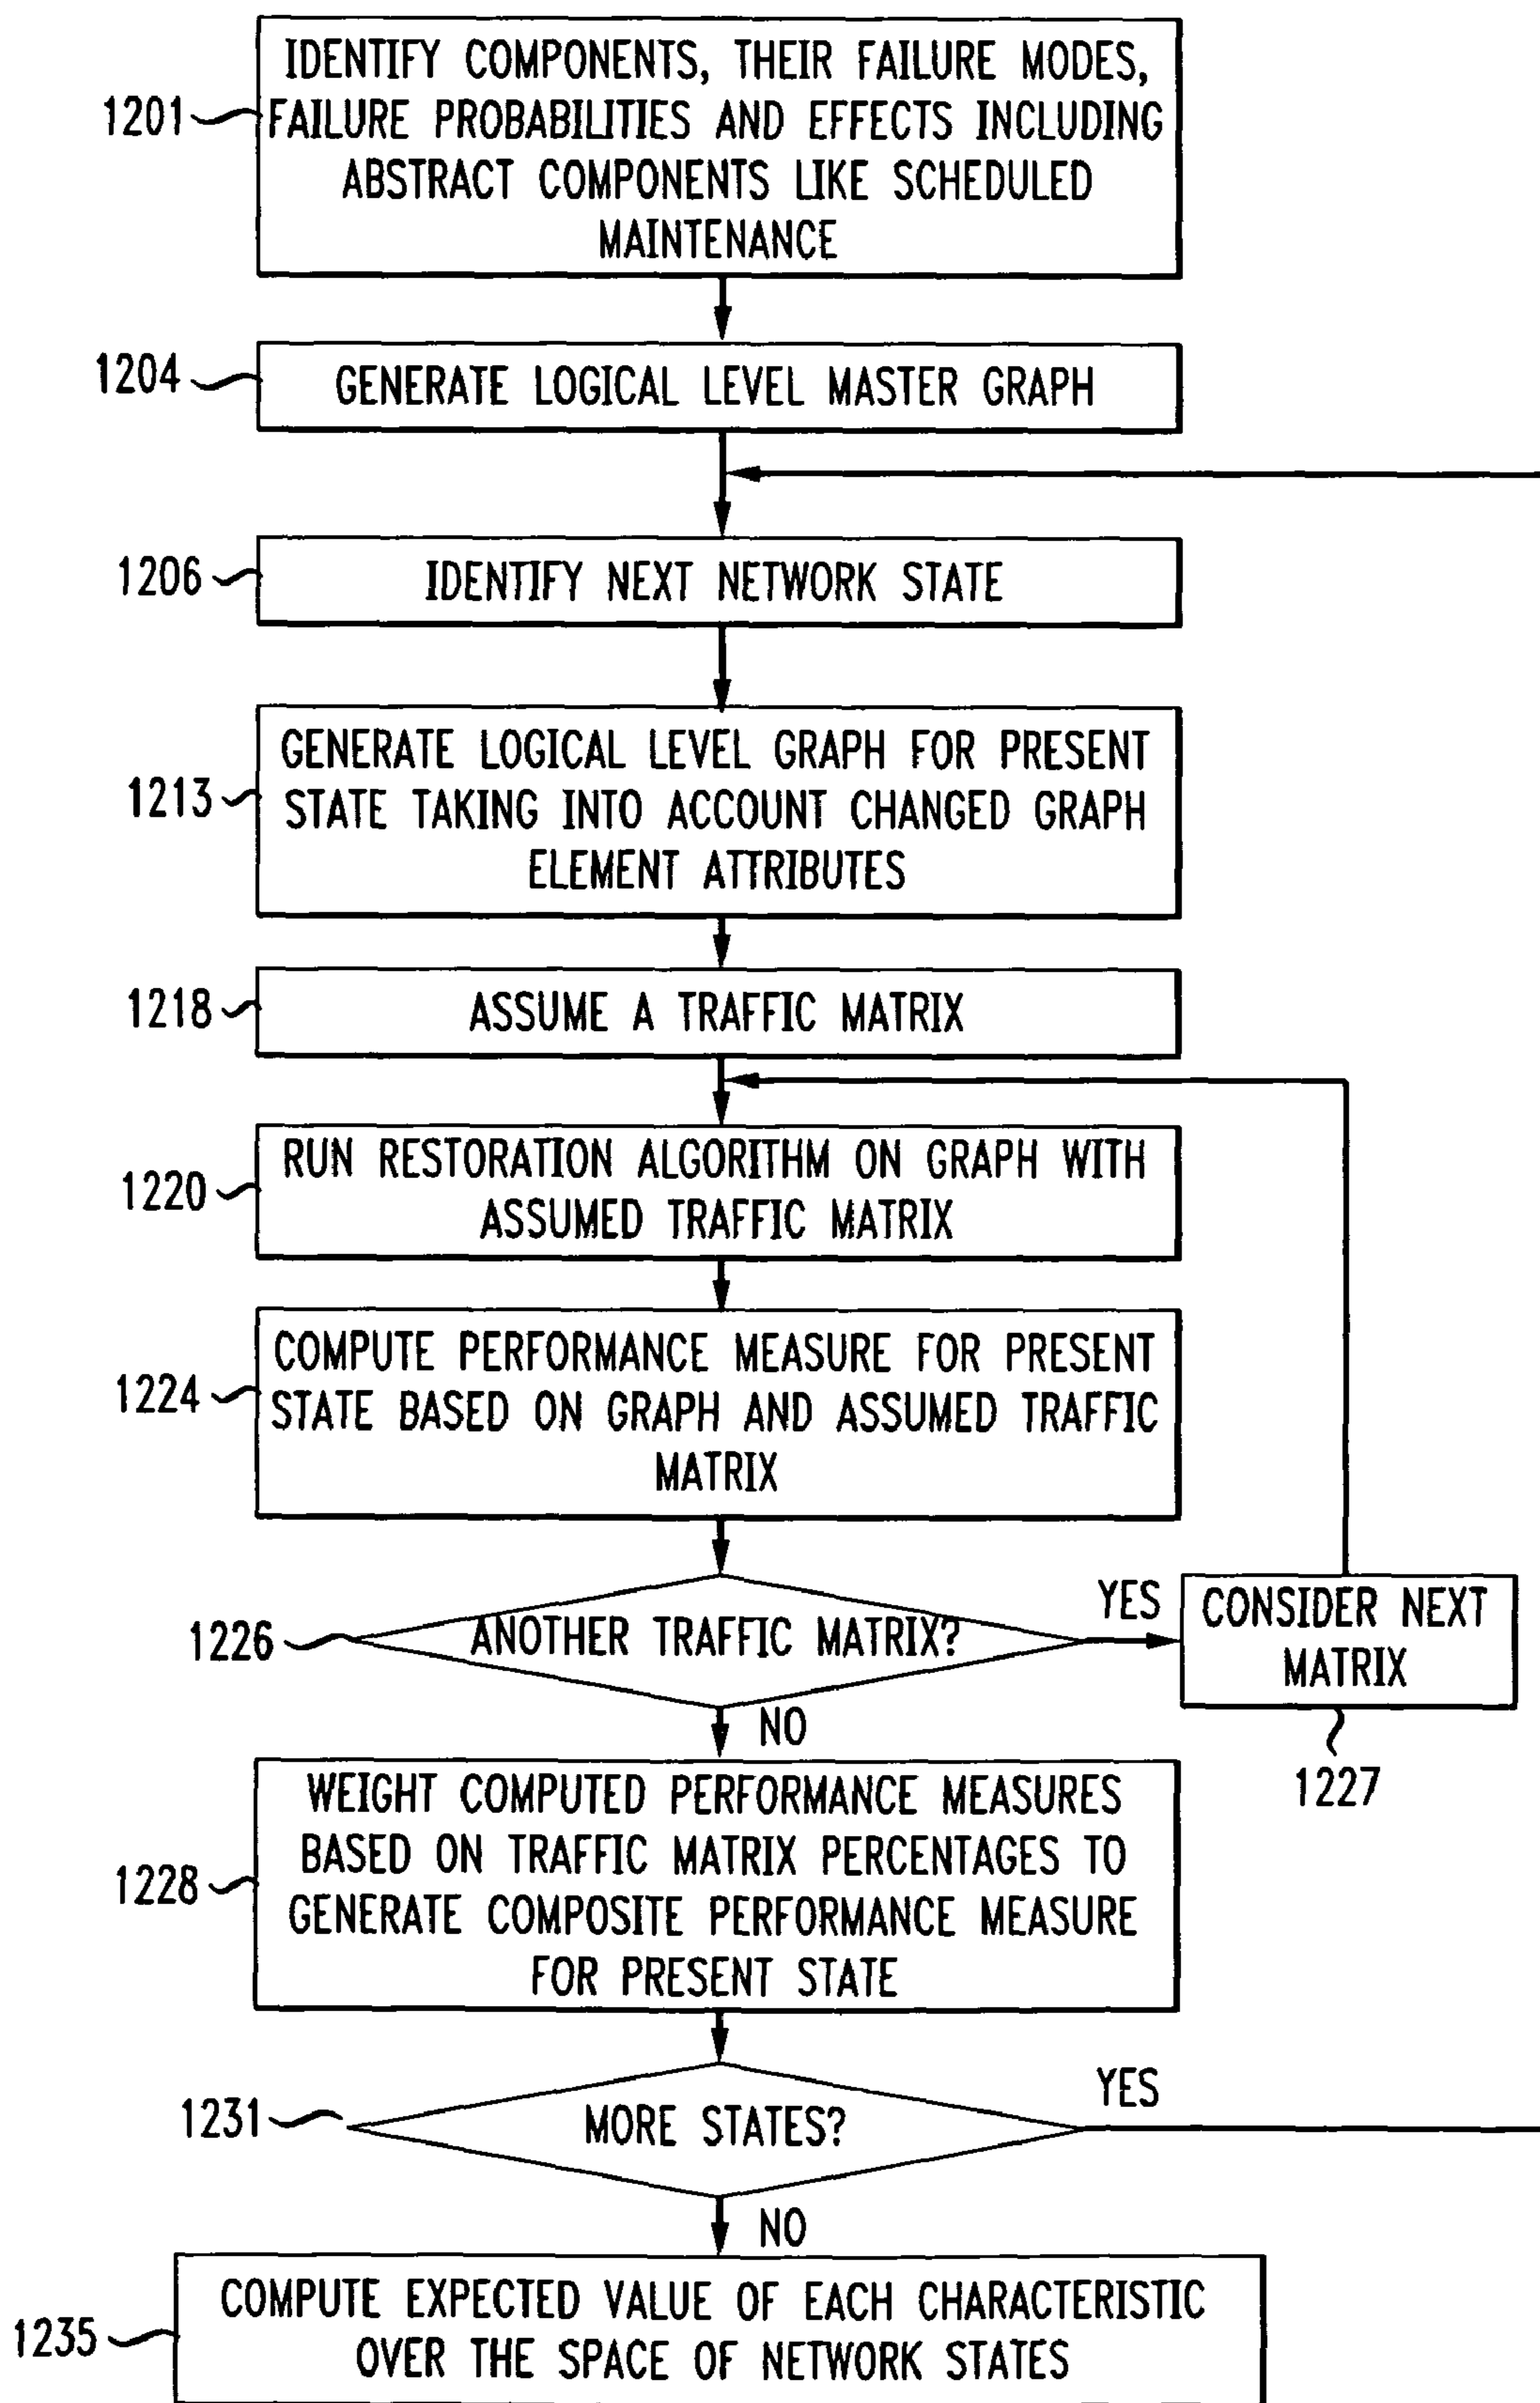 IDENTIFY COMPONENTS, THEIR FAILURE MODES,
1201
FAILURE PROBABILITIES AND EFFECTS INCLUDING
ABSTRACT COMPONENTS LIKE SCHEDULED
MAINTENANCE
1204
GENERATE LOGICAL LEVEL MASTER GRAPH
1206
IDENTIFY NEXT NETWORK STATE
GENERATE LOGICAL LEVEL GRAPH FOR PRESENT
1213
STATE TAKING INTO ACCOUNT CHANGED GRAPH
ELEMENT ATTRIBUTES
1218
ASSUME A TRAFFIC MATRIX
RUN RESTORATION ALGORITHM ON GRAPH WITH
1220
ASSUMED TRAFFIC MATRIX
COMPUTE PERFORMANCE MEASURE FOR PRESENT
1224
STATE BASED ON GRAPH AND ASSUMED TRAFFIC
MATRIX
1226
ANOTHER TRAFFIC MATRIX?
YES
CONSIDER NEXT
MATRIX
1227
NO
WEIGHT COMPUTED PERFORMANCE MEASURES
BASED ON TRAFFIC MATRIX PERCENTAGES TO
1228
GENERATE COMPOSITE PERFORMANCE MEASURE
FOR PRESENT STATE
1231
MORE STATES?
YES
NO
COMPUTE EXPECTED VALUE OF EACH CHARACTERISTIC
1235
OVER THE SPACE OF NETWORK STATES